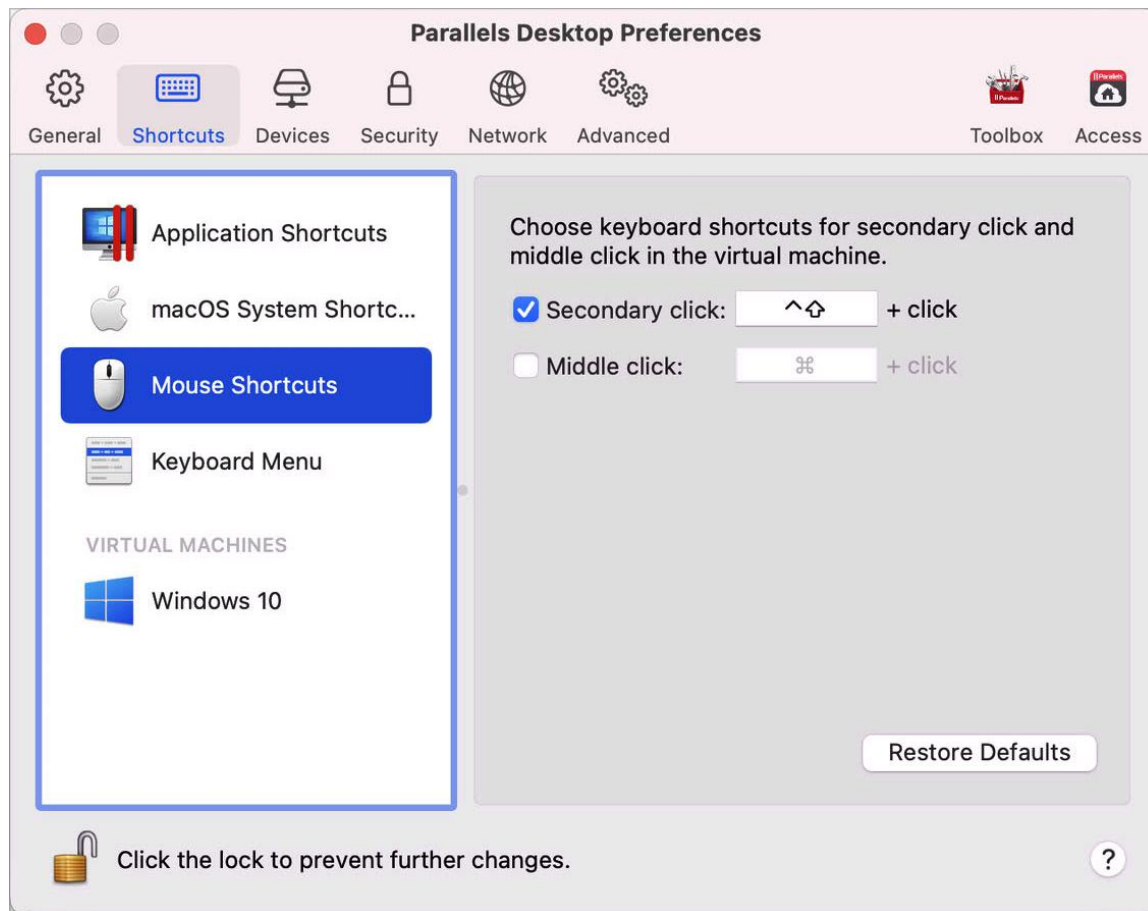 Parallels Desktop Preferences
General Shortcuts Devices Security Network Advanced Toolbox Access
Application Shortcuts
macOS System Shortc...
Mouse Shortcuts
Keyboard Menu
VIRTUAL MACHINES
Windows 10
Choose keyboard shortcuts for secondary click and
middle click in the virtual machine.
Secondary click: ^⇧ + click
Middle click: ⌘ + click
Restore Defaults
Click the lock to prevent further changes.
?